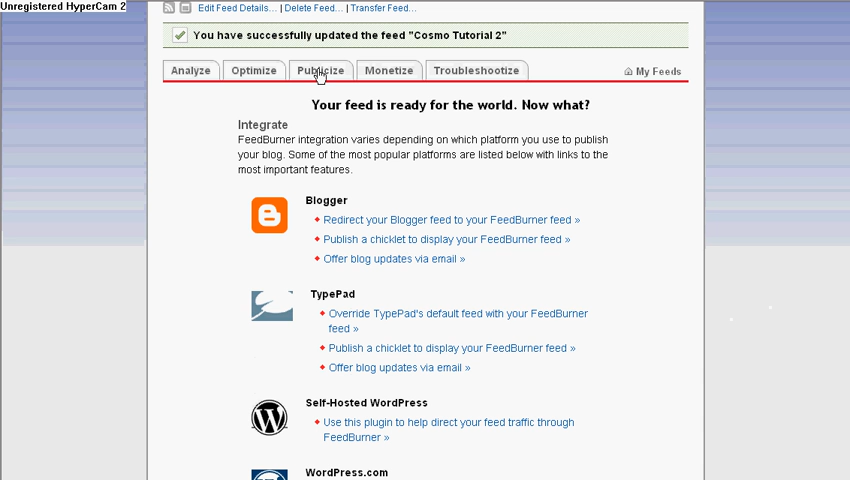 Unregistered HyperCam 2
Edit Feed Details... | Delete Feed... | Transfer Feed...
You have successfully updated the feed "Cosmo Tutorial 2"
Analyze Optimize Publicize Monetize Troubleshootize My Feeds
Your feed is ready for the world. Now what?
Integrate
FeedBurner integration varies depending on which platform you use to publish
your blog. Some of the most popular platforms are listed below with links to the
most important features.
Blogger
Redirect your Blogger feed to your FeedBurner feed »
Publish a chicklet to display your FeedBurner feed »
Offer blog updates via email »
TypePad
Override TypePad's default feed with your FeedBurner
feed »
Publish a chicklet to display your FeedBurner feed »
Offer blog updates via email »
Self-Hosted WordPress
Use this plugin to help direct your feed traffic through
FeedBurner »
WordPress.com